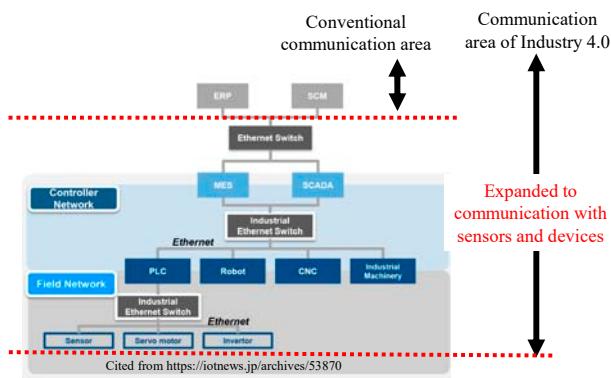 Conventional
communication area
Communication
area of Industry 4.0
ERP
SCM
Ethernet Switch
MES
SCADA
Controller
Network
Industrial
Ethernet Switch
Ethernet
PLC
Robot
CNC
Industrial
Machinery
Expanded to
communication with
sensors and devices
Field Network
Industrial
Ethernet Switch
Ethernet
Sensor
Servo motor
Invertor
Cited from https://iotnews.jp/archives/53870